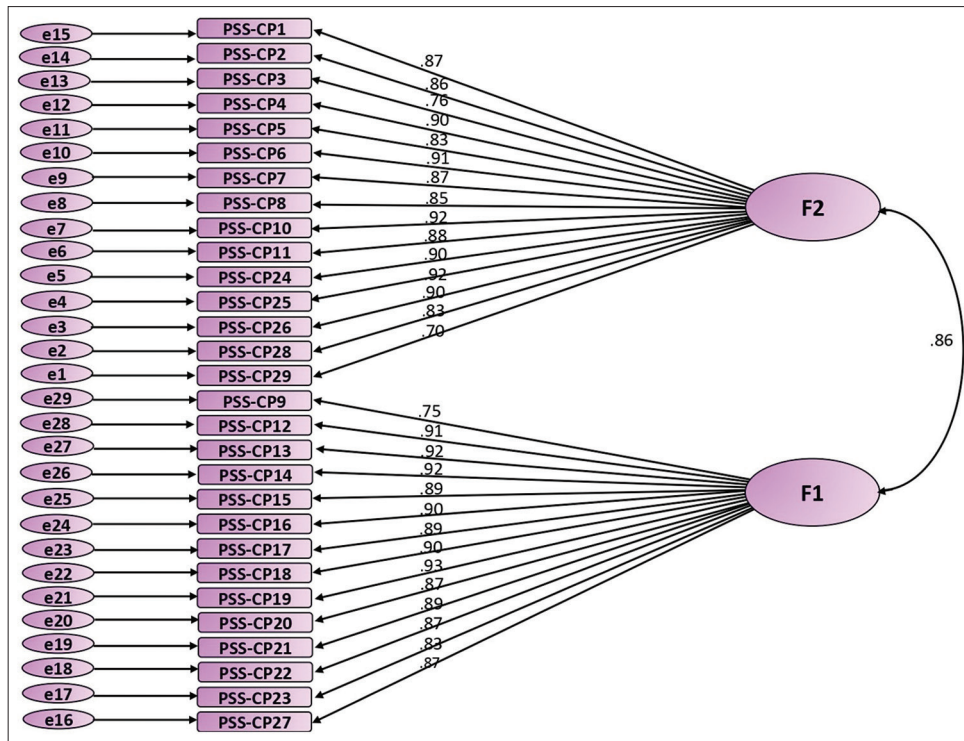 e15 PSS-CP1
e14 PSS-CP2
.87
e13 PSS-CP3
.86
.76
e12 PSS-CP4
.90
e11 PSS-CP5
.83
e10 PSS-CP6
.91
e9 PSS-CP7
.87
e8 PSS-CP8
.85
F2
e7 PSS-CP10
.92
e6 PSS-CP11
.88
.90
e5 PSS-CP24
.92
e4 PSS-CP25
.90
e3 PSS-CP26
.83
e2 PSS-CP28
.70
.86
e1 PSS-CP29
e29 PSS-CP9
.75
e28 PSS-CP12
.91
e27 PSS-CP13
.92
.92
e26 PSS-CP14
.89
F1
e25 PSS-CP15
.90
e24 PSS-CP16
.89
e23 PSS-CP17
.90
e22 PSS-CP18
.93
.87
e21 PSS-CP19
.89
e20 PSS-CP20
.87
e19 PSS-CP21
.83
e18 PSS-CP22
.87
e17 PSS-CP23
e16 PSS-CP27